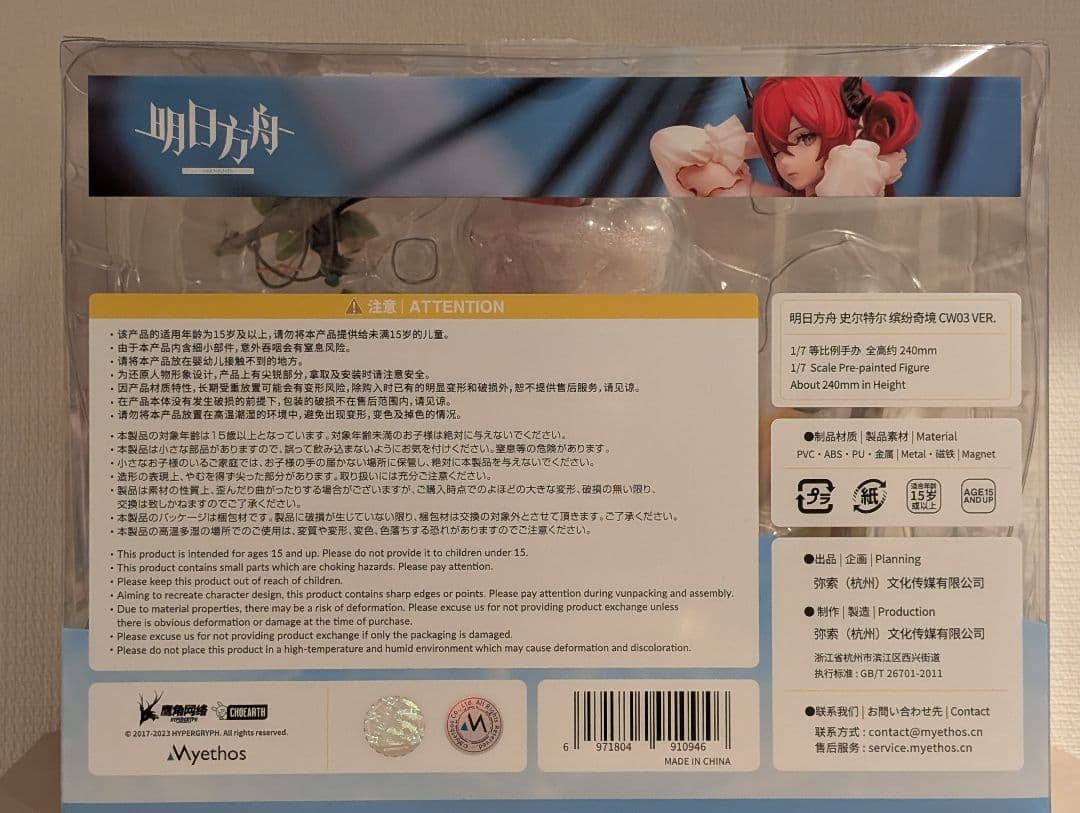 明日方舟
ARKNIGHTS
注意 | ATTENTION
・该产品的适用年龄为15岁及以上,请勿将本产品提供给未满15岁的儿童。
・由于本产品内含细小部件,意外吞咽会有窒息风险。
・请将本产品放在婴幼儿接触不到的地方。
・为还原人物形象设计,产品上有尖锐部分,拿取及安装时请注意安全。
・因产品材质特性,长期受重放置可能会有变形风险,除购入时已有的明显变形和破损外,恕不提供售后服务,请见谅。
・在产品本体没有发生破损的前提下,包装的破损不在售后范围内,请见谅。
・请勿将本产品放置在高温潮湿的环境中,避免出现变形,变色及掉色的情况。
・本製品の対象年齢は15歳以上となっています。対象年齢未満のお子様は絶対に与えないでください。
・本製品は小さな部品がありますので、誤って飲み込まないようにお気を付けください。窒息等の危険があります。
・小さなお子様のいるご家庭では、お子様の手の届かない場所に保管し、絶対に本製品を与えないでください。
・造形の表現上、やむを得ず尖った部分があります。取り扱いには充分ご注意ください。
・製品は素材の性質上、歪んだり曲がったりする場合がございますが、ご購入時点でのよほどの大きな変形、破損の無い限り、
交換は致しかねますのでご了承ください。
・本製品のパッケージは梱包材です。製品に破損が生じていない限り、梱包材は交換の対象外とさせて頂きます。ご了承ください。
・本製品の高温多湿の場所でのご使用は、変質や変形、変色、色落ちする恐れがありますのでご注意ください。
・This product is intended for ages 15 and up. Please do not provide it to children under 15.
・This product contains small parts which are choking hazards. Please pay attention.
・Please keep this product out of reach of children.
・Aiming to recreate character design, this product contains sharp edges or points. Please pay attention during vunpacking and assembly.
・Due to material properties, there may be a risk of deformation. Please excuse us for not providing product exchange unless
there is obvious deformation or damage at the time of purchase.
・Please excuse us for not providing product exchange if only the packaging is damaged.
・Please do not place this product in a high-temperature and humid environment which may cause deformation and discoloration.
鹰角网络
HYPERGRYPH
CHOEARTH
© 2017-2023 HYPERGRYPH. All rights reserved.
Myethos
©Myethos Co., Ltd. All Rights Reserved.
6 971804 910946
MADE IN CHINA
明日方舟 史尔特尔 缤纷奇境 CW03 VER.
1/7 等比例手办 全高约 240mm
1/7 Scale Pre-painted Figure
About 240mm in Height
●制品材质 | 製品素材 | Material
PVC・ABS・PU・金属 | Metal・磁铁 | Magnet
プラ
紙
适合年龄
15岁
或以上
AGE15
AND UP
●出品 | 企画 | Planning
弥索(杭州)文化传媒有限公司
●制作 | 製造 | Production
弥索(杭州)文化传媒有限公司
浙江省杭州市滨江区西兴街道
执行标准 : GB/T 26701-2011
●联系我们 | お問い合わせ先 | Contact
联系方式 : contact@myethos.cn
售后服务 : service.myethos.cn